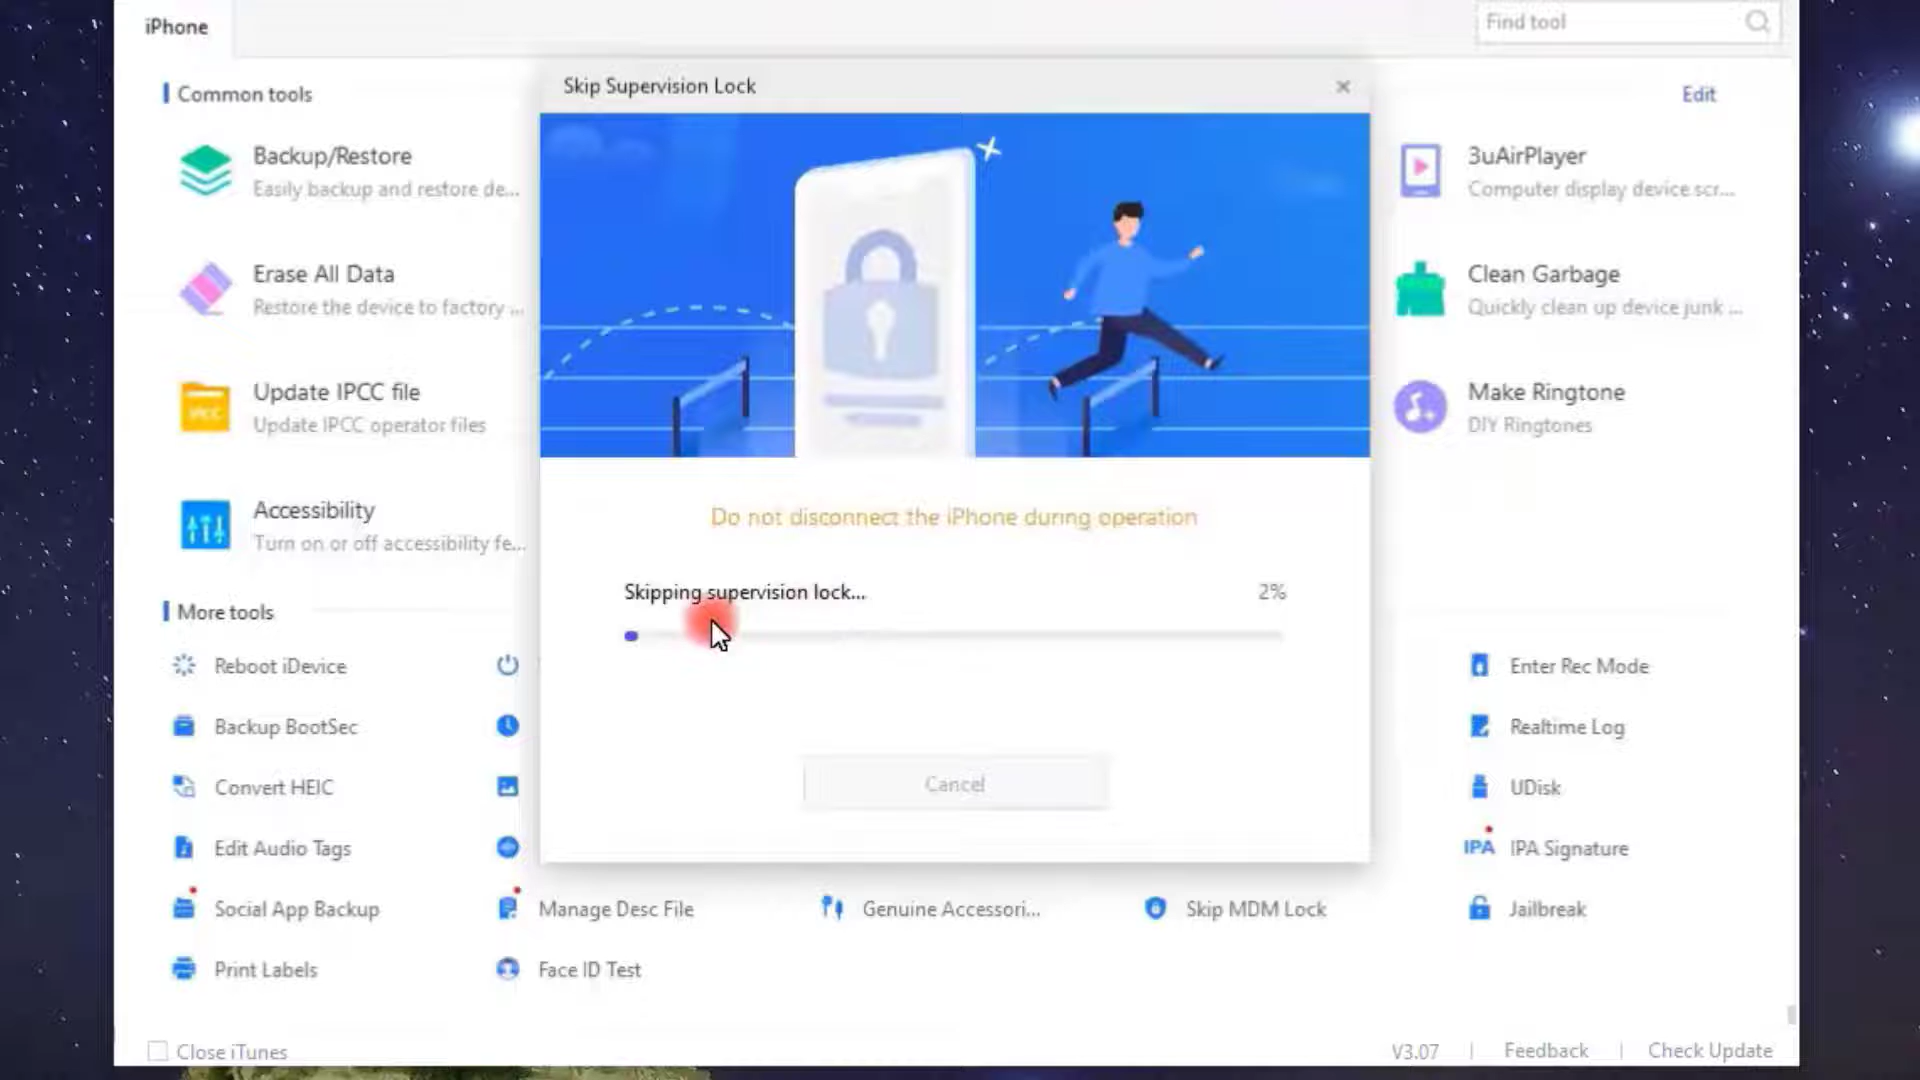 iPhone
Find tool
Skip Supervision Lock
Common tools
Edit
Backup/Restore
Easily backup and restore de...
3uAirPlayer
Computer display device scr...
Erase All Data
Restore the device to factory ...
Clean Garbage
Quickly clean up device junk ...
Update IPCC file
Update IPCC operator files
IPCC
Make Ringtone
DIY Ringtones
Accessibility
Turn on or off accessibility fe...
Do not disconnect the iPhone during operation
Skipping supervision lock...
2%
Cancel
More tools
Reboot iDevice
Enter Rec Mode
Backup BootSec
Realtime Log
Convert HEIC
UDisk
Edit Audio Tags
IPA
IPA Signature
Social App Backup
Manage Desc File
Genuine Accessori...
Skip MDM Lock
Jailbreak
Print Labels
Face ID Test
Close iTunes
V3.07
Feedback
Check Update